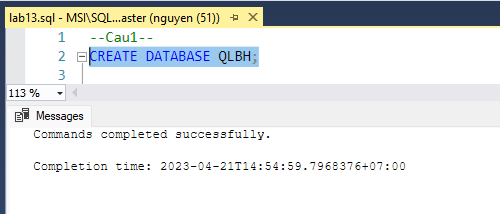 lab13.sql - MSI\SQL...aster (nguyen (51))
1 --Cau1--
2 CREATE DATABASE QLBH;
3
113 %
Messages
Commands completed successfully.
Completion time: 2023-04-21T14:54:59.7968376+07:00